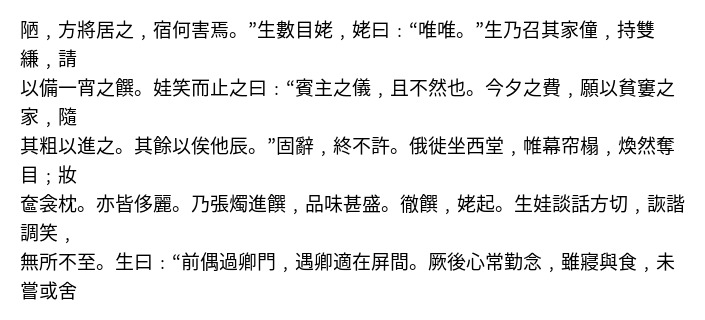 陋﹐方將居之﹐宿何害焉。”生數目姥﹐姥曰﹕“唯唯。”生乃召其家僮﹐持雙
縑﹐請
以備一宵之饌。娃笑而止之曰﹕“賓主之儀﹐且不然也。今夕之費﹐願以貧窶之
家﹐隨
其粗以進之。其餘以俟他辰。”固辭﹐終不許。俄徙坐西堂﹐帷幕帘榻﹐煥然奪
目﹔妝
奩衾枕。亦皆侈麗。乃張燭進饌﹐品味甚盛。徹饌﹐姥起。生娃談話方切﹐詼諧
調笑﹐
無所不至。生曰﹕“前偶過卿門﹐遇卿適在屏間。厥後心常勤念﹐雖寢與食﹐未
嘗或舍